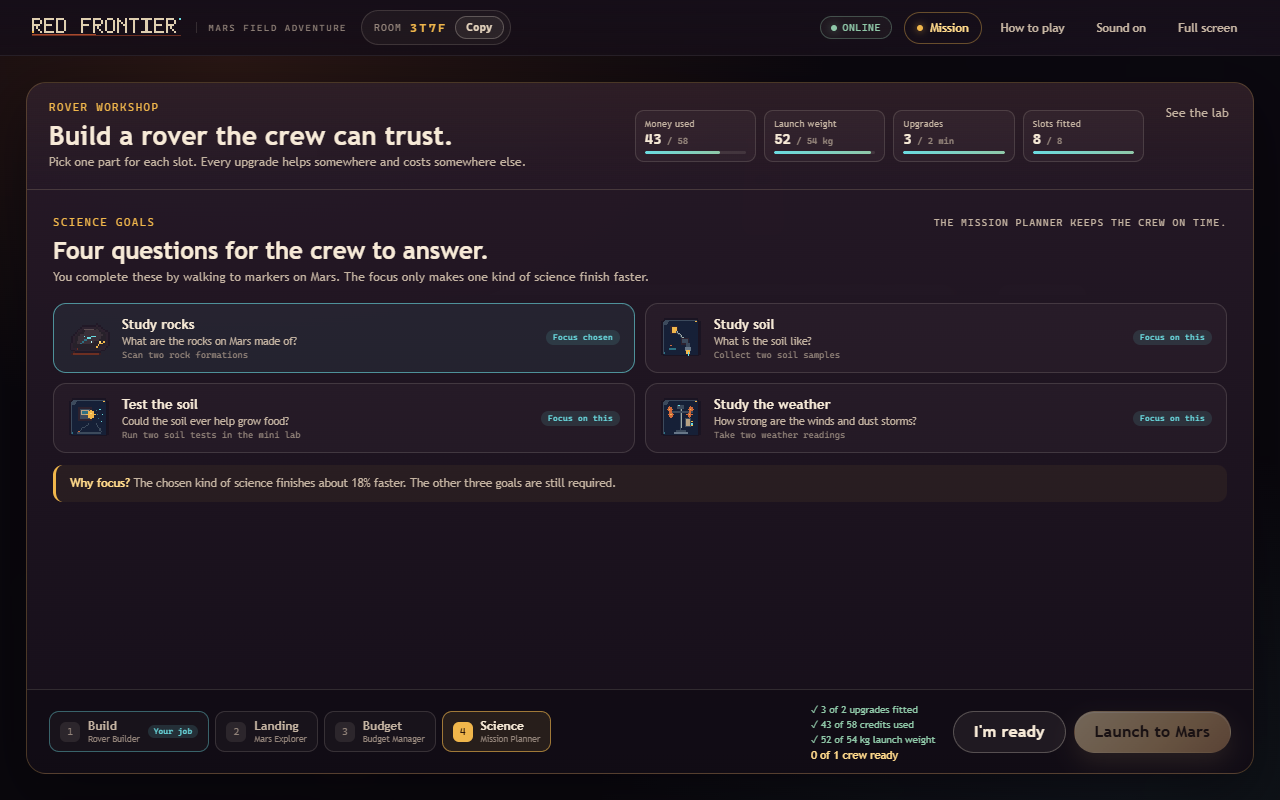 RED FRONTIER
MARS FIELD ADVENTURE
ROOM 3T7F Copy
ONLINE
Mission
How to play
Sound on
Full screen
ROVER WORKSHOP
Build a rover the crew can trust.
Pick one part for each slot. Every upgrade helps somewhere and costs somewhere else.
Money used
43 / 58
Launch weight
52 / 54 kg
Upgrades
3 / 2 min
Slots fitted
8 / 8
See the lab
SCIENCE GOALS
THE MISSION PLANNER KEEPS THE CREW ON TIME.
Four questions for the crew to answer.
You complete these by walking to markers on Mars. The focus only makes one kind of science finish faster.
Study rocks
What are the rocks on Mars made of?
Scan two rock formations
Focus chosen
Study soil
What is the soil like?
Collect two soil samples
Focus on this
Test the soil
Could the soil ever help grow food?
Run two soil tests in the mini lab
Focus on this
Study the weather
How strong are the winds and dust storms?
Take two weather readings
Focus on this
Why focus? The chosen kind of science finishes about 18% faster. The other three goals are still required.
1 Build
Rover Builder
Your job
2 Landing
Mars Explorer
3 Budget
Budget Manager
4 Science
Mission Planner
✓ 3 of 2 upgrades fitted
✓ 43 of 58 credits used
✓ 52 of 54 kg launch weight
0 of 1 crew ready
I'm ready
Launch to Mars